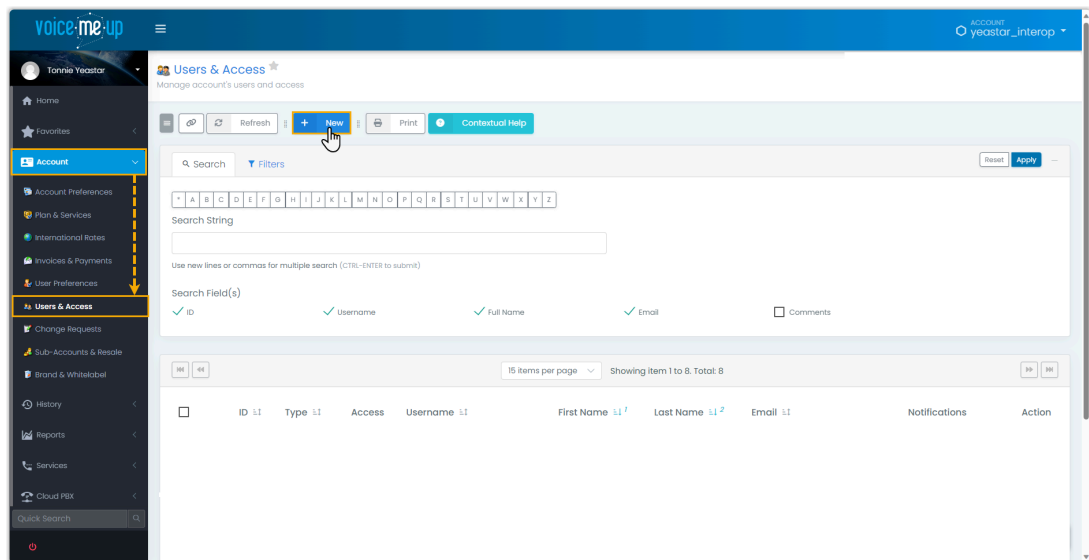 voice·me·up
ACCOUNT
yeastar_interop
Tonnie Yeastar
Home
Favorites
Account
Account Preferences
Plan & Services
International Rates
Invoices & Payments
User Preferences
Users & Access
Change Requests
Sub-Accounts & Resale
Brand & Whitelabel
History
Reports
Services
Cloud PBX
Quick Search
Users & Access
Manage account's users and access
Refresh
+ New
Print
Contextual Help
Search
Filters
Reset
Apply
* A B C D E F G H I J K L M N O P Q R S T U V W X Y Z
Search String
Use new lines or commas for multiple search (CTRL-ENTER to submit)
Search Field(s)
ID
Username
Full Name
Email
Comments
15 items per page
Showing item 1 to 8. Total: 8
ID Type Access Username First Name 1 Last Name 2 Email Notifications Action